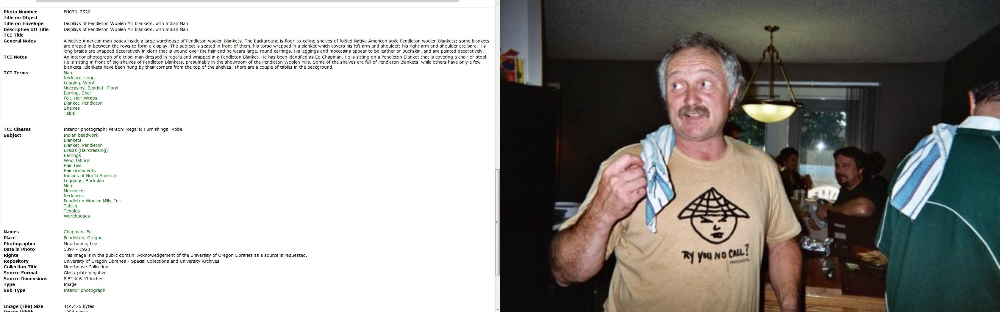 Photo Number PH036_2520
Title on Object
Title on Envelope Displays of Pendleton Woolen Mill blankets, with Indian Man
Descriptive UO Title Displays of Pendleton Woolen Mill blankets, with Indian Man
TCI Title
General Notes A Native American man poses inside a large warehouse of Pendleton woolen blankets. The background is floor-to-ceiling shelves of folded Native American style Pendleton woolen blankets; some blankets
are draped in between the rows to form a display. The subject is seated in front of them, his torso wrapped in a blanket which covers his left arm and shoulder; his right arm and shoulder are bare. His
long braids are wrapped decoratively in cloth that is wound over the hair and he wears large, round earrings. His leggings and moccasins appear to be leather or buckskin, and are painted decoratively.
TCI Notes An interior photograph of a tribal man dressed in regalia and wrapped in a Pendleton Blanket. He has been identified as Ed Chapman. He is sitting on a Pendleton Blanket that is covering a chair or stool.
He is sitting in front of big shelves of Pendleton Blankets, presumably in the showroom of the Pendleton Woolen Mills. Some of the shelves are full of Pendleton Blankets, while others have only a few
blankets. Blankets have been hung by their corners from the top of the shelves. There are a couple of tables in the background.
TCI Terms Man
Necklace, Loop
Legging, Wool
Moccasins, Beaded--Floral
Earring, Shell
Felt, Hair Wraps
Blanket, Pendleton
Shelves
Table
TCI Classes Interior photograph; Person; Regalia; Furnishings; Robe;
Subject Indian beadwork
Blankets
Blanket, Pendleton
Braids (Hairdressing)
Earrings
Wool fabrics
Hair Ties
Hair ornaments
Indians of North America
Leggings, Buckskin
Men
Moccasins
Necklaces
Pendleton Woolen Mills, Inc.
Tables
Textiles
Warehouses
Names Chapman, Ed
Place Pendleton, Oregon
Photographer Moorhouse, Lee
Date in Photo 1897 - 1920
Rights This image is in the public domain. Acknowledgement of the University of Oregon Libraries as a source is requested.
Repository University of Oregon Libraries - Special Collections and University Archives
Collection Title Moorhouse Collection
Source Format Glass-plate negative
Source Dimensions 8.51 X 6.47 inches
Type Image
Sub Type Interior photograph
Image (File) Size 414,476 bytes
Image Width 1064 pixels
RY YOU NO CALL?